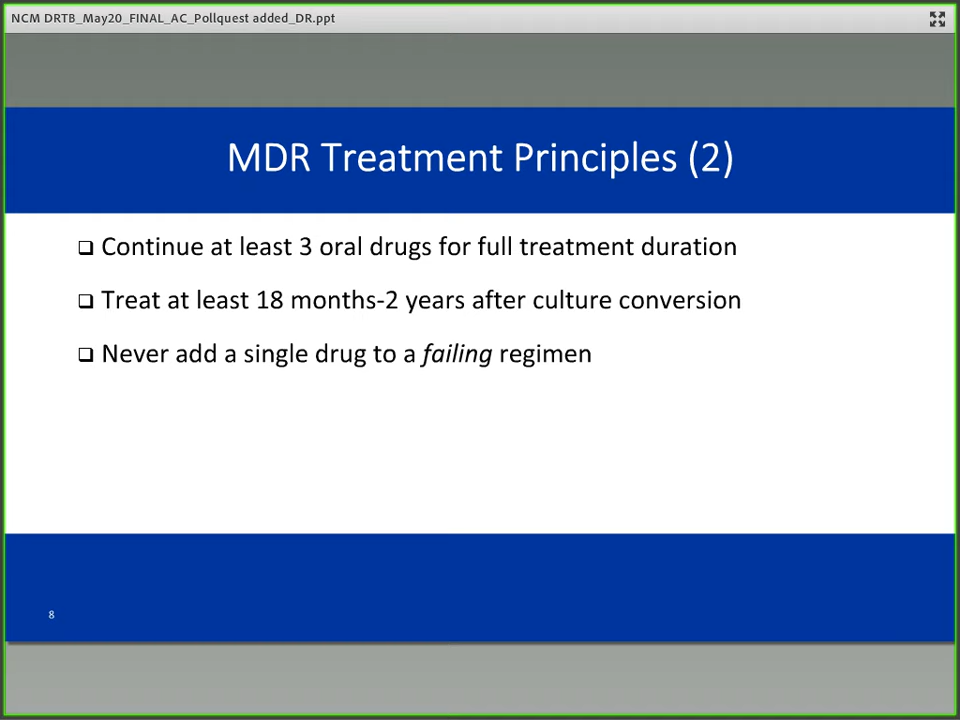 NCM DRTB_May20_FINAL_AC_Pollquest added_DR.ppt
MDR Treatment Principles (2)
Continue at least 3 oral drugs for full treatment duration
Treat at least 18 months-2 years after culture conversion
Never add a single drug to a failing regimen
8